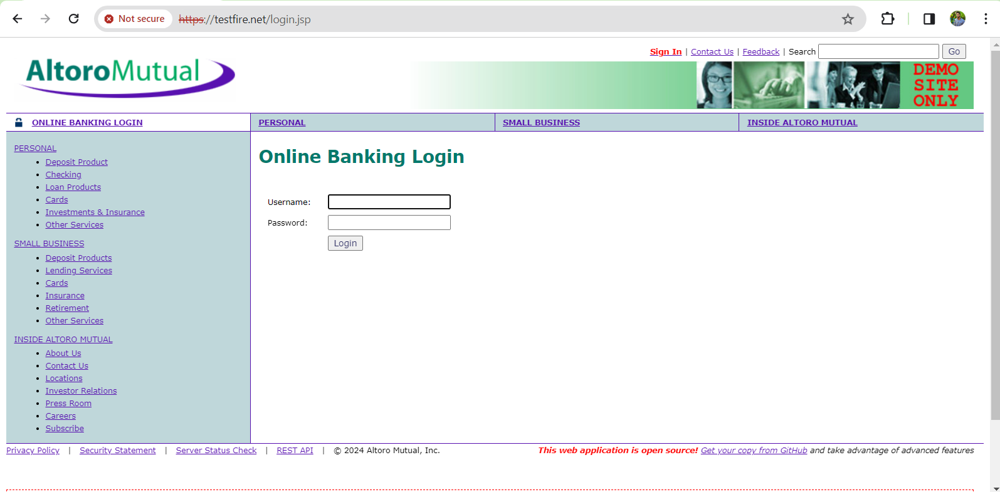 Not secure https://testfire.net/login.jsp
Sign In | Contact Us | Feedback | Search Go
AltoroMutual
DEMO
SITE
ONLY
ONLINE BANKING LOGIN
PERSONAL
SMALL BUSINESS
INSIDE ALTORO MUTUAL
PERSONAL
Deposit Product
Checking
Loan Products
Cards
Investments & Insurance
Other Services
SMALL BUSINESS
Deposit Products
Lending Services
Cards
Insurance
Retirement
Other Services
INSIDE ALTORO MUTUAL
About Us
Contact Us
Locations
Investor Relations
Press Room
Careers
Subscribe
Online Banking Login
Username:
Password:
Login
Privacy Policy | Security Statement | Server Status Check | REST API | © 2024 Altoro Mutual, Inc.
This web application is open source! Get your copy from GitHub and take advantage of advanced features